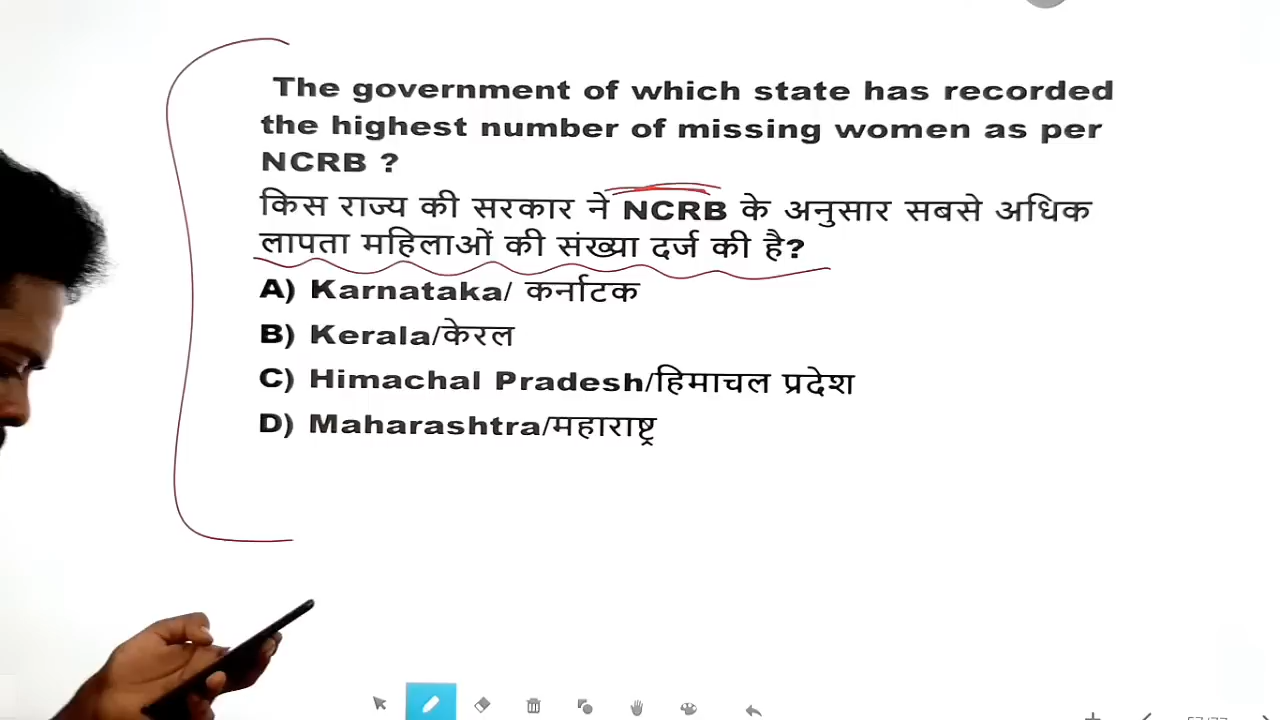 The government of which state has recorded
the highest number of missing women as per
NCRB ?
किस राज्य की सरकार ने NCRB के अनुसार सबसे अधिक
लापता महिलाओं की संख्या दर्ज की है?
A) Karnataka/ कर्नाटक
B) Kerala/केरल
C) Himachal Pradesh/हिमाचल प्रदेश
D) Maharashtra/महाराष्ट्र